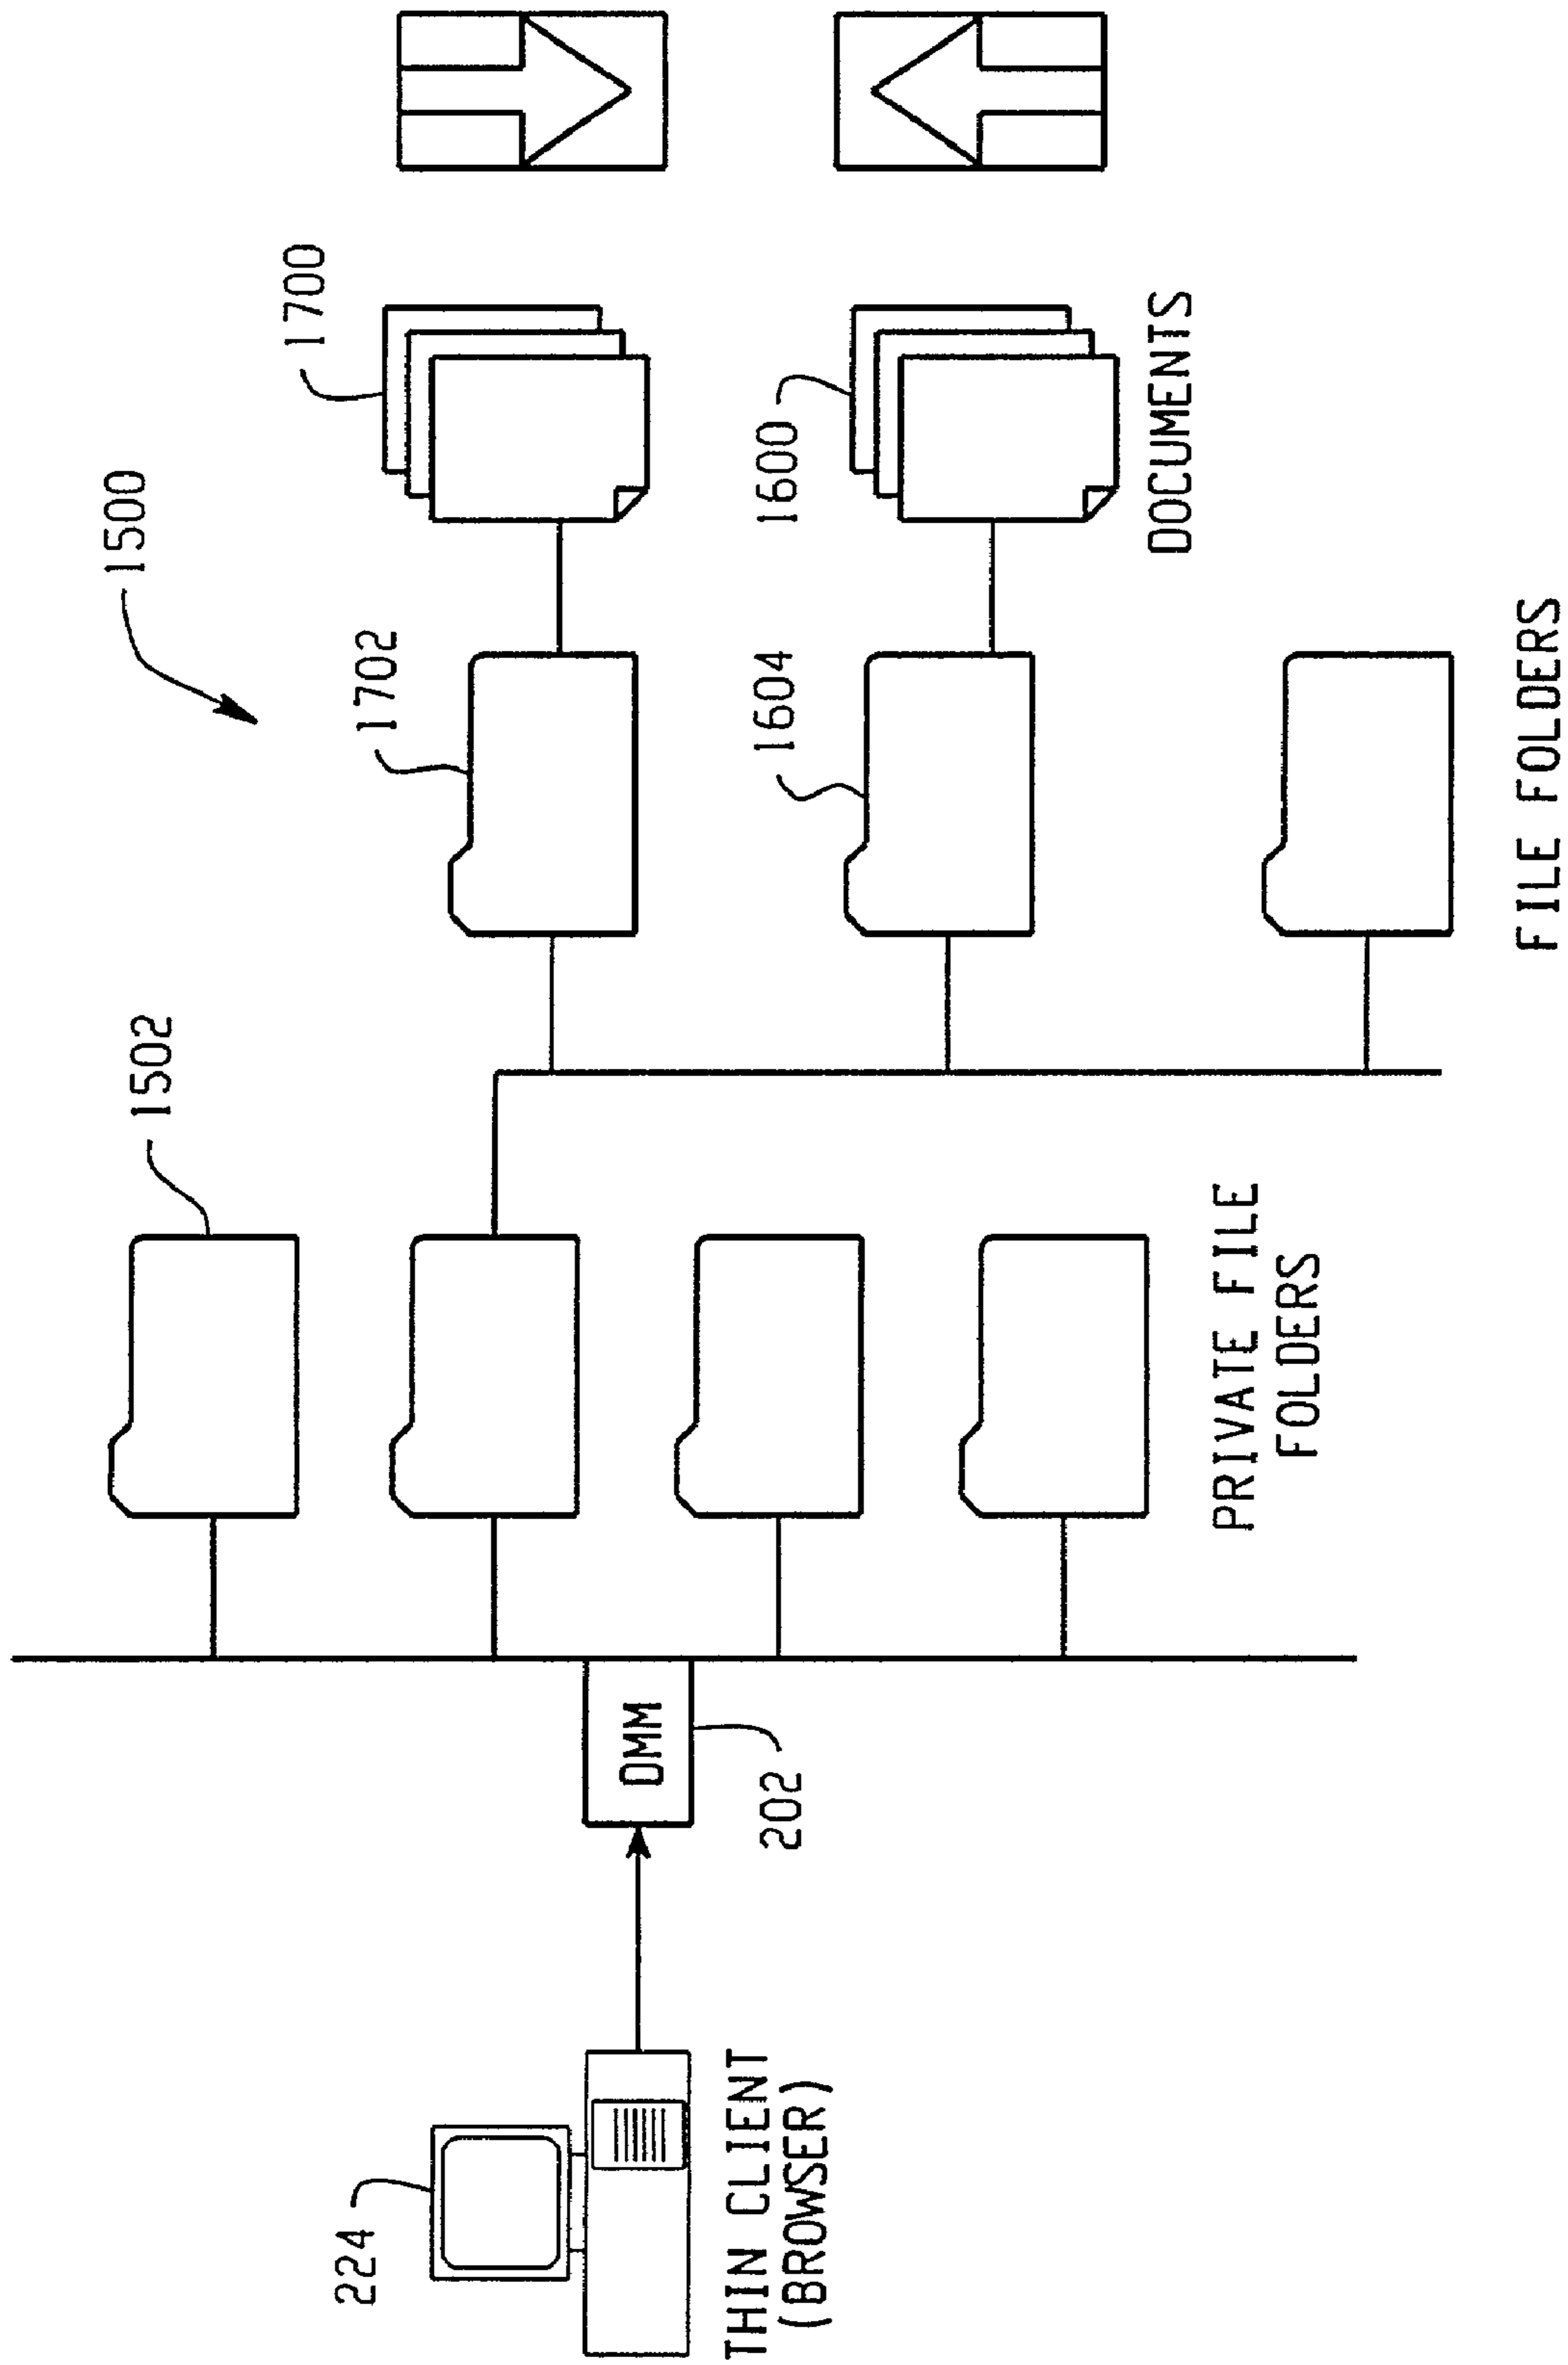 1500
1502
1700
1702
1600
1604
224
DMM
202
THIN CLIENT
(BROWSER)
PRIVATE FILE
FOLDERS
DOCUMENTS
FILE FOLDERS